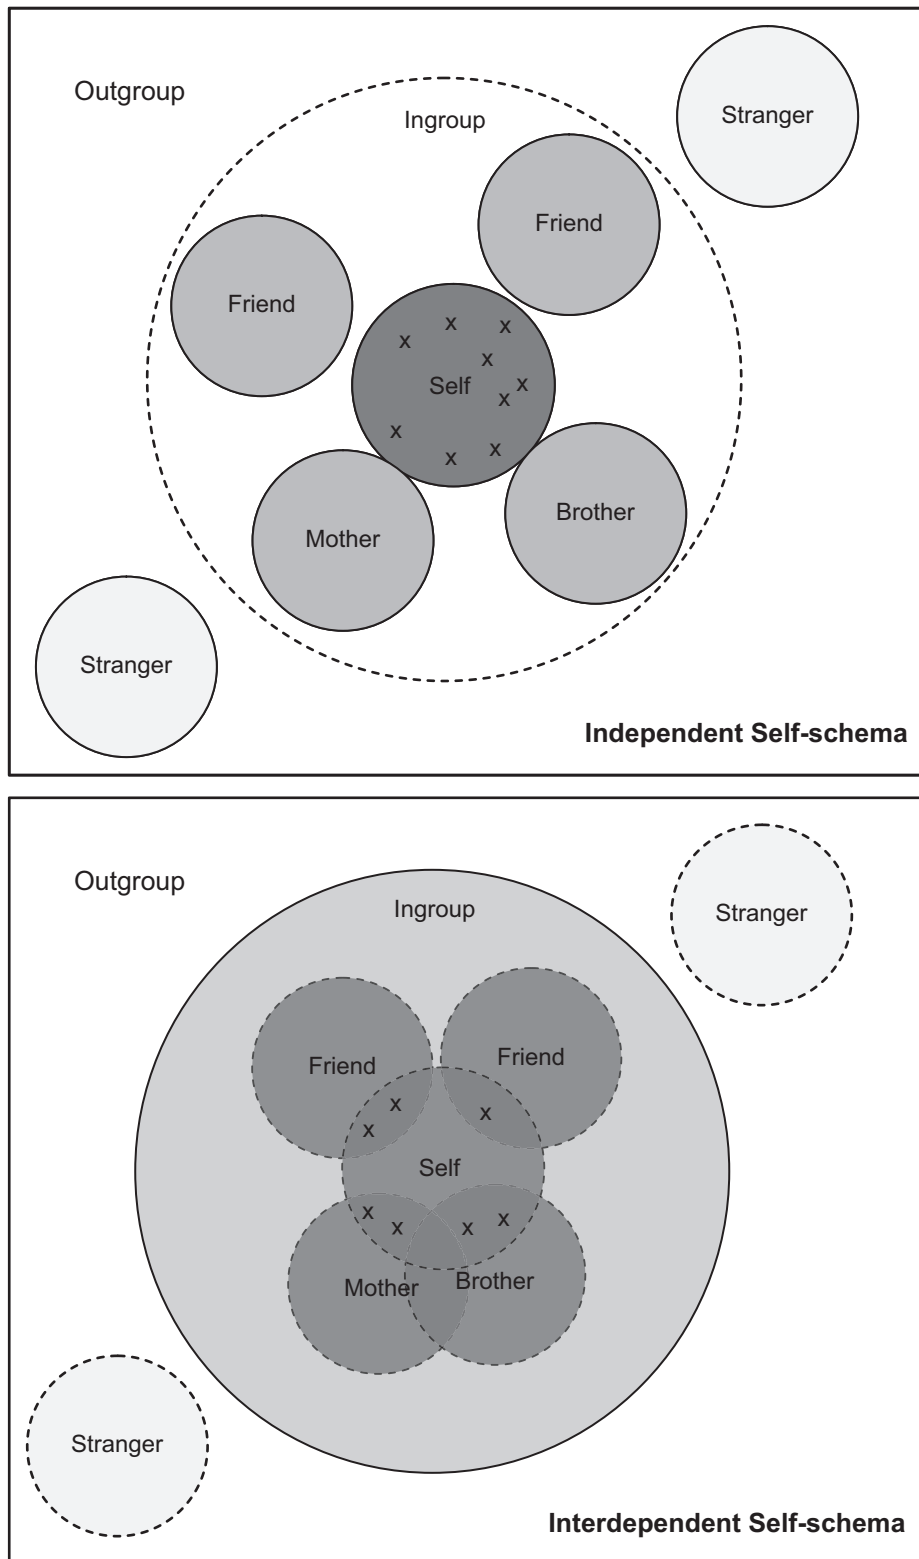 Outgroup
Ingroup
Stranger
Friend
Friend
x x x
x
x
Self
x
x
x
x
x
Mother
Brother
Stranger
Independent Self-schema
Outgroup
Ingroup
Stranger
Friend
Friend
x
x
x
Self
x
x
x
x
Mother
Brother
Stranger
Interdependent Self-schema